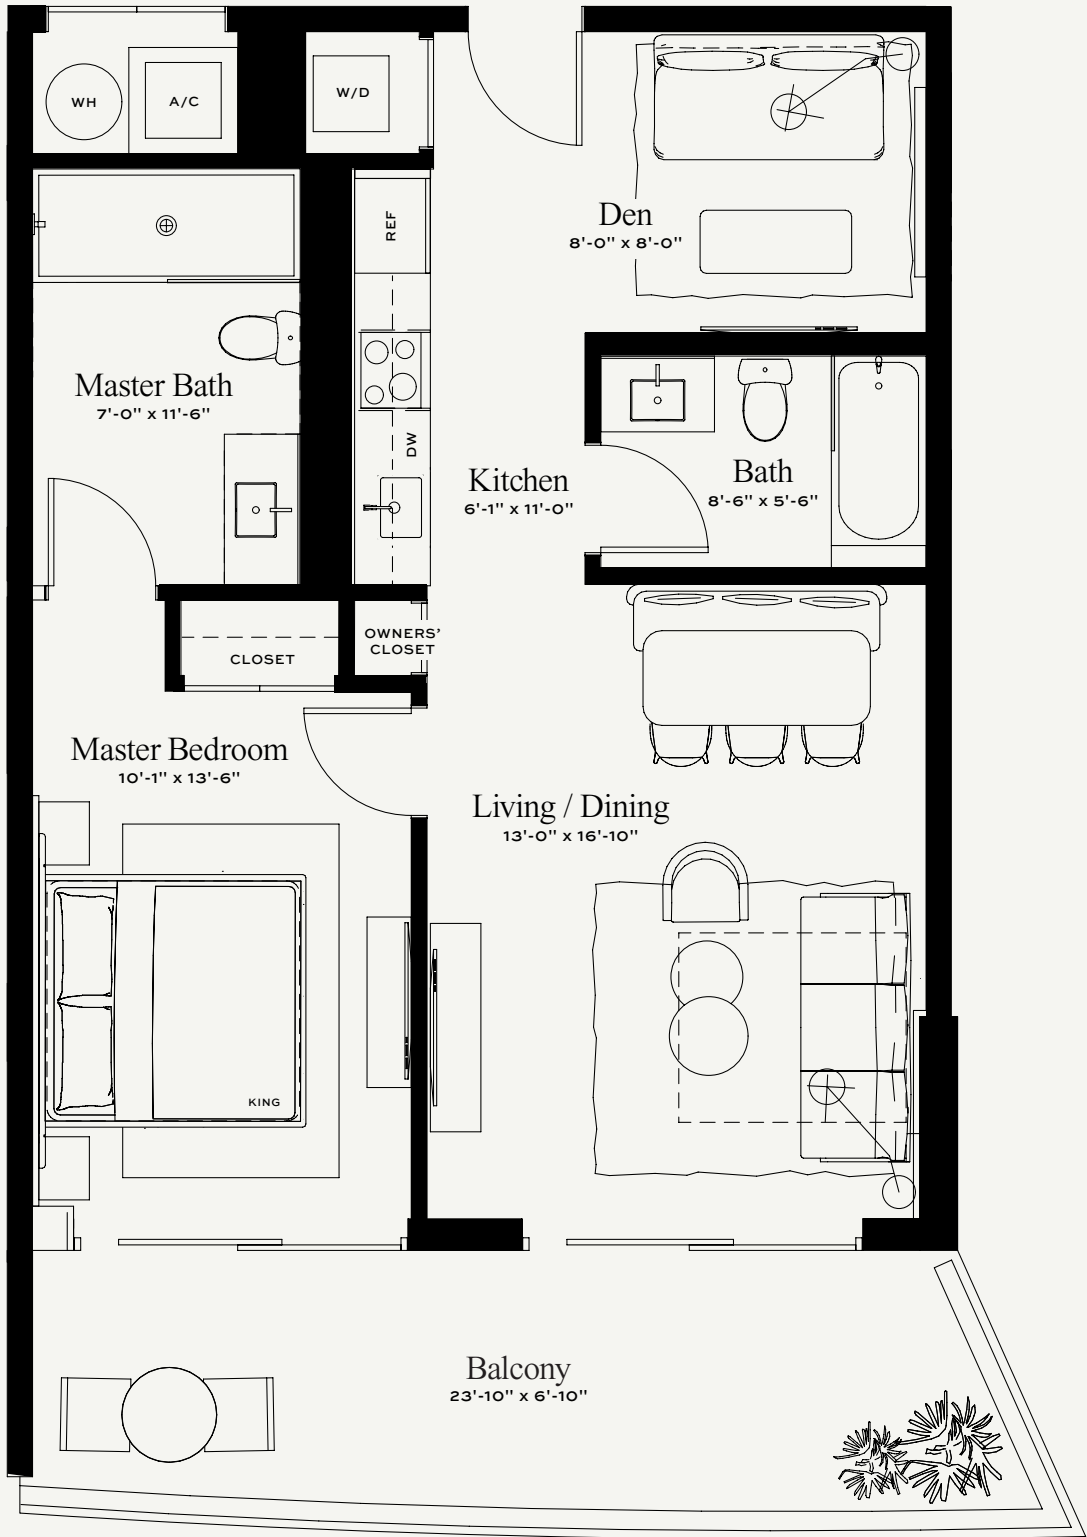 WH
A/C
W/D
REF
Den
8'-0" x 8'-0"
Master Bath
7'-0" x 11'-6"
DW
Kitchen
6'-1" x 11'-0"
Bath
8'-6" x 5'-6"
OWNERS'
CLOSET
CLOSET
Master Bedroom
10'-1" x 13'-6"
Living / Dining
13'-0" x 16'-10"
KING
Balcony
23'-10" x 6'-10"